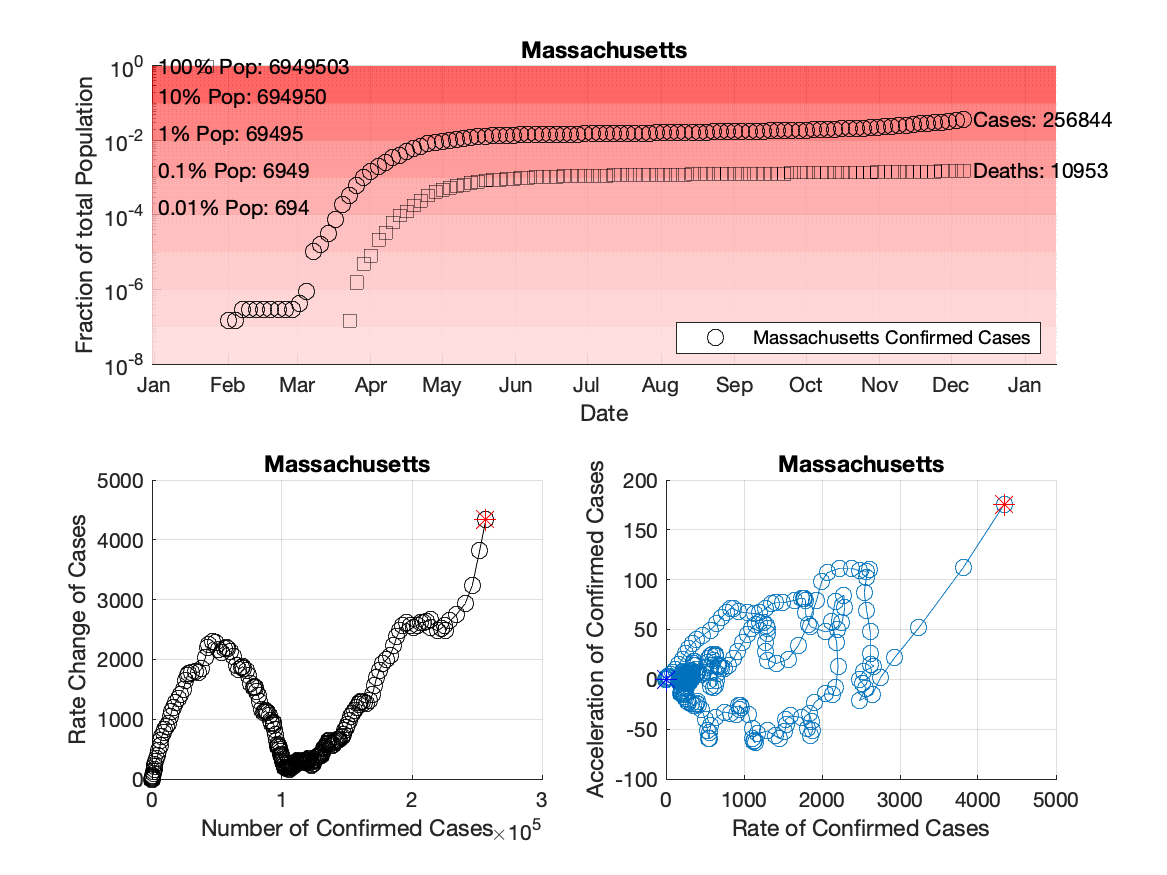 Massachusetts
Fraction of total Population
10^0
10^-2
10^-4
10^-6
10^-8
100% Pop: 6949503
10% Pop: 694950
1% Pop: 69495
0.1% Pop: 6949
0.01% Pop: 694
Cases: 256844
Deaths: 10953
Massachusetts Confirmed Cases
Jan Feb Mar Apr May Jun Jul Aug Sep Oct Nov Dec Jan
Date
Massachusetts
Rate Change of Cases
5000
4000
3000
2000
1000
0
0 1 2 3
Number of Confirmed Cases ×10^5
Massachusetts
Acceleration of Confirmed Cases
200
150
100
50
0
-50
-100
0 1000 2000 3000 4000 5000
Rate of Confirmed Cases